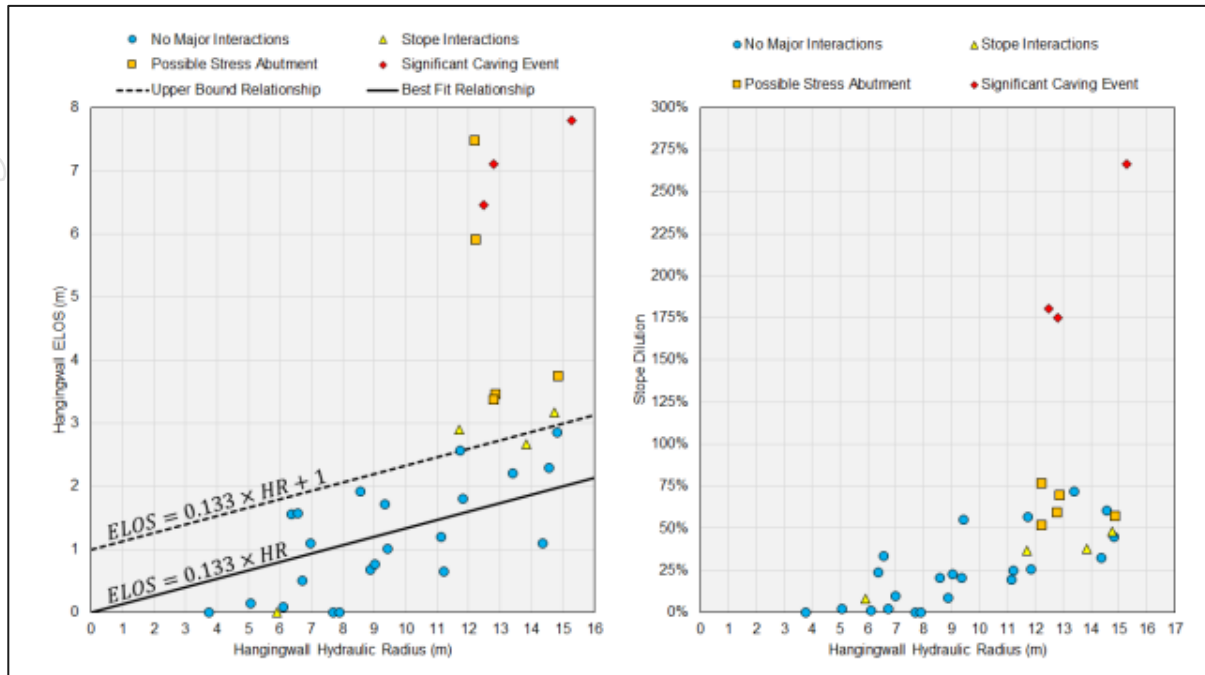 No Major Interactions
Stope Interactions
Possible Stress Abutment
Significant Caving Event
Upper Bound Relationship
Best Fit Relationship
8
7
6
5
4
3
2
1
0
Hangingwall ELOS (m)
ELOS = 0.133 × HR + 1
ELOS = 0.133 × HR
0 1 2 3 4 5 6 7 8 9 10 11 12 13 14 15 16
Hangingwall Hydraulic Radius (m)
No Major Interactions
Stope Interactions
Possible Stress Abutment
Significant Caving Event
300%
275%
250%
225%
200%
175%
150%
125%
100%
75%
50%
25%
0%
Stope Dilution
0 1 2 3 4 5 6 7 8 9 10 11 12 13 14 15 16 17
Hangingwall Hydraulic Radius (m)